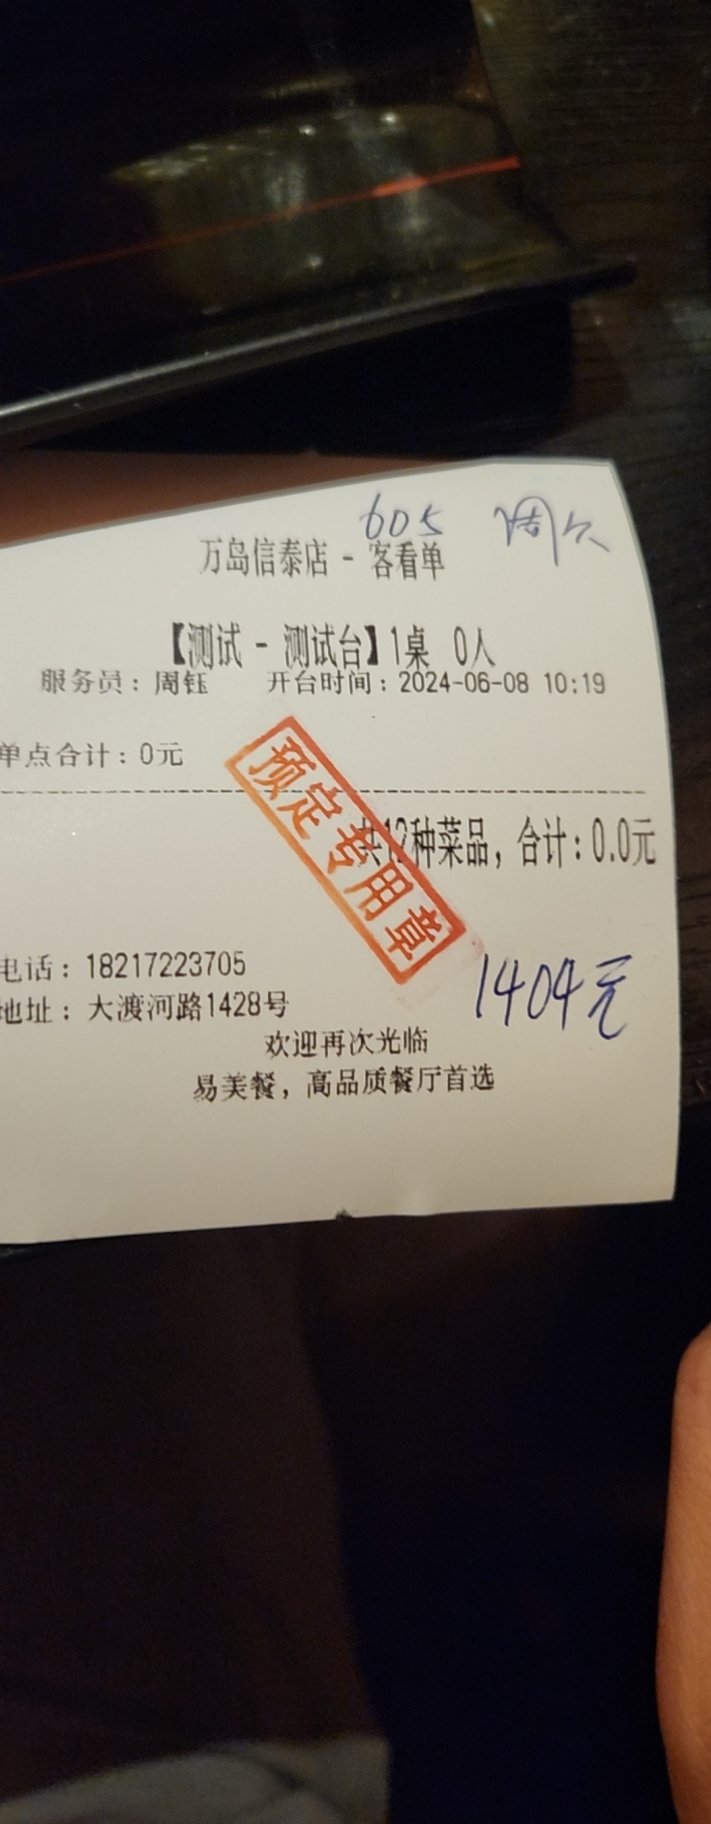 605
万岛信泰店 - 客看单
【测试 - 测试台】1桌 0人
服务员：周钰 开台时间：2024-06-08 10:19
单点合计：0元
预定专用章
共12种菜品，合计：0.0元
电话：18217223705
1404元
地址：大渡河路1428号
欢迎再次光临
易美餐，高品质餐厅首选